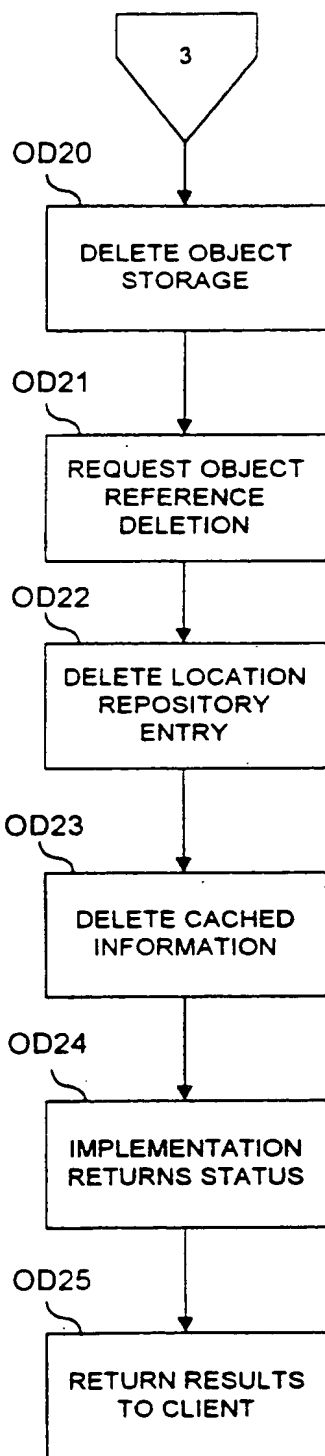 3
OD20
DELETE OBJECT
STORAGE
OD21
REQUEST OBJECT
REFERENCE
DELETION
OD22
DELETE LOCATION
REPOSITORY
ENTRY
OD23
DELETE CACHED
INFORMATION
OD24
IMPLEMENTATION
RETURNS STATUS
OD25
RETURN RESULTS
TO CLIENT